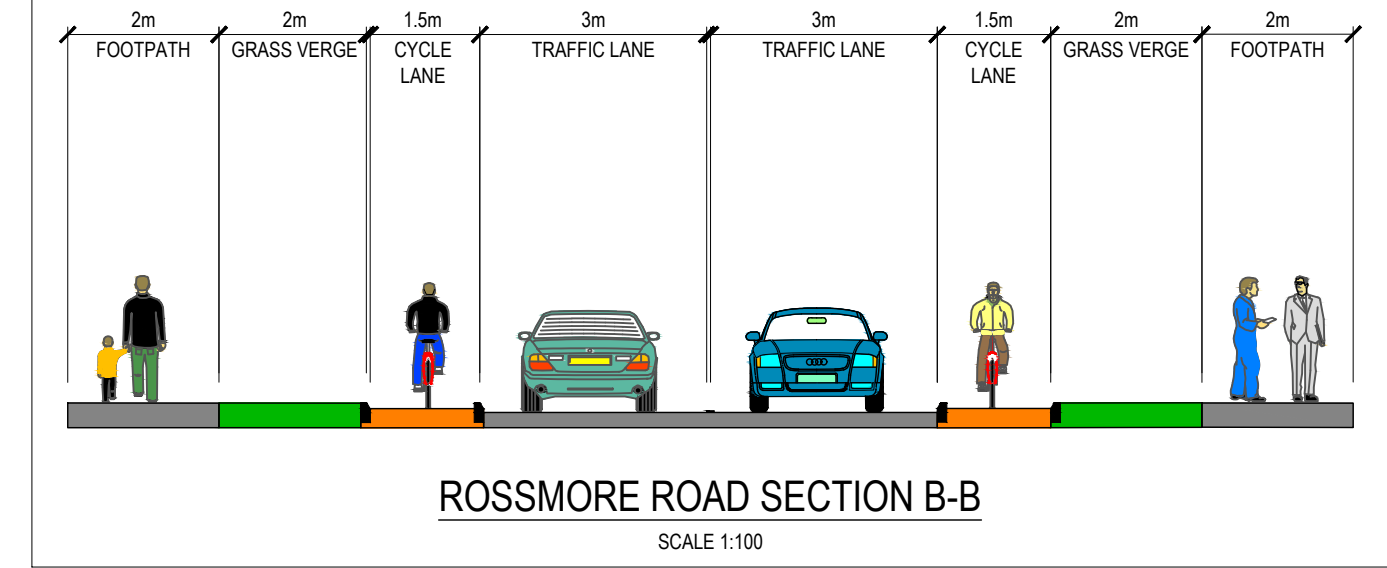 2m 2m 1.5m 3m 3m 1.5m 2m 2m
FOOTPATH GRASS VERGE CYCLE TRAFFIC LANE TRAFFIC LANE CYCLE GRASS VERGE FOOTPATH
LANE LANE
ROSSMORE ROAD SECTION B-B
SCALE 1:100